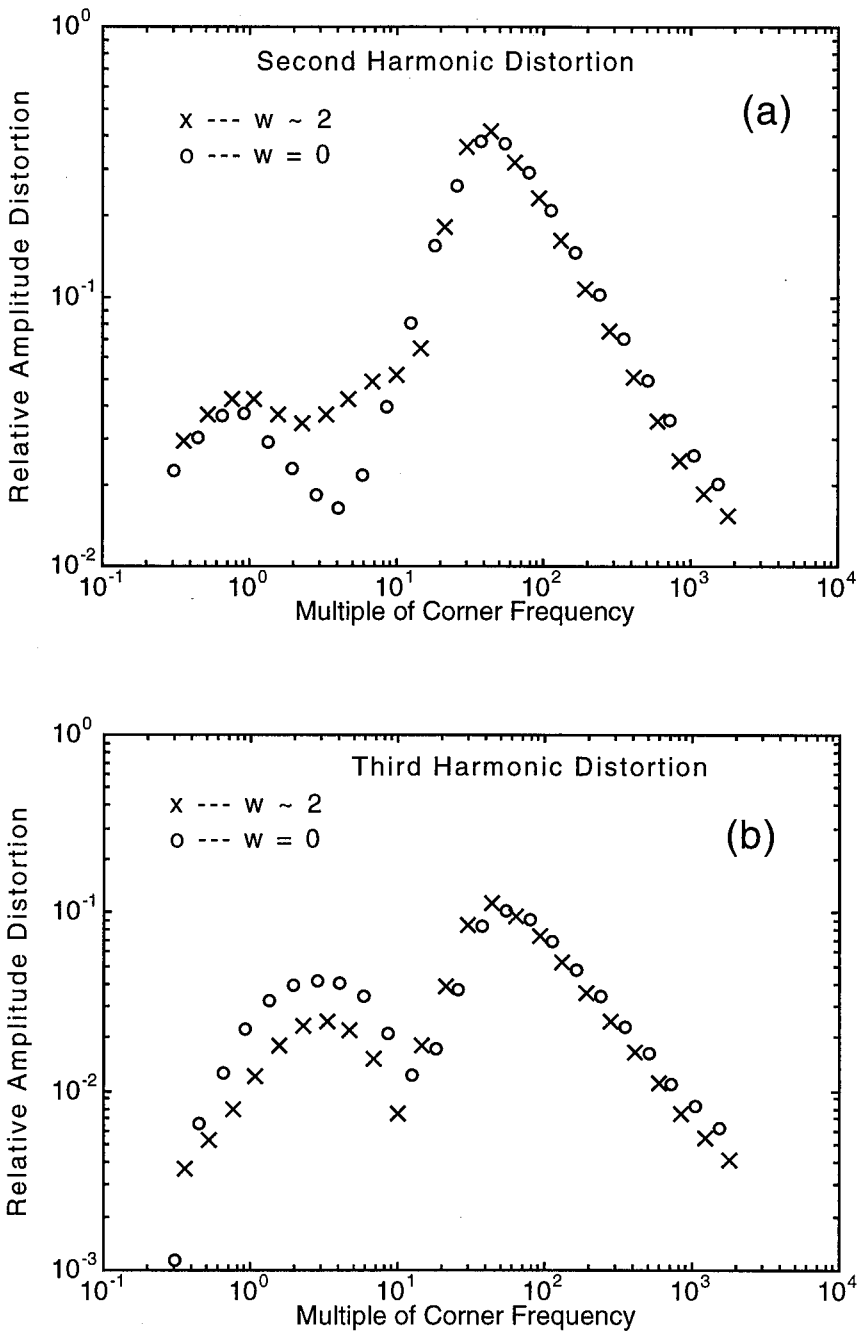 10^0
Second Harmonic Distortion
(a)
x --- w ~ 2
o --- w = 0
Relative Amplitude Distortion
10^-1
10^-2
10^-1 10^0 10^1 10^2 10^3 10^4
Multiple of Corner Frequency
10^0
Third Harmonic Distortion
x --- w ~ 2
(b)
o --- w = 0
Relative Amplitude Distortion
10^-1
10^-2
10^-3
10^-1 10^0 10^1 10^2 10^3 10^4
Multiple of Corner Frequency